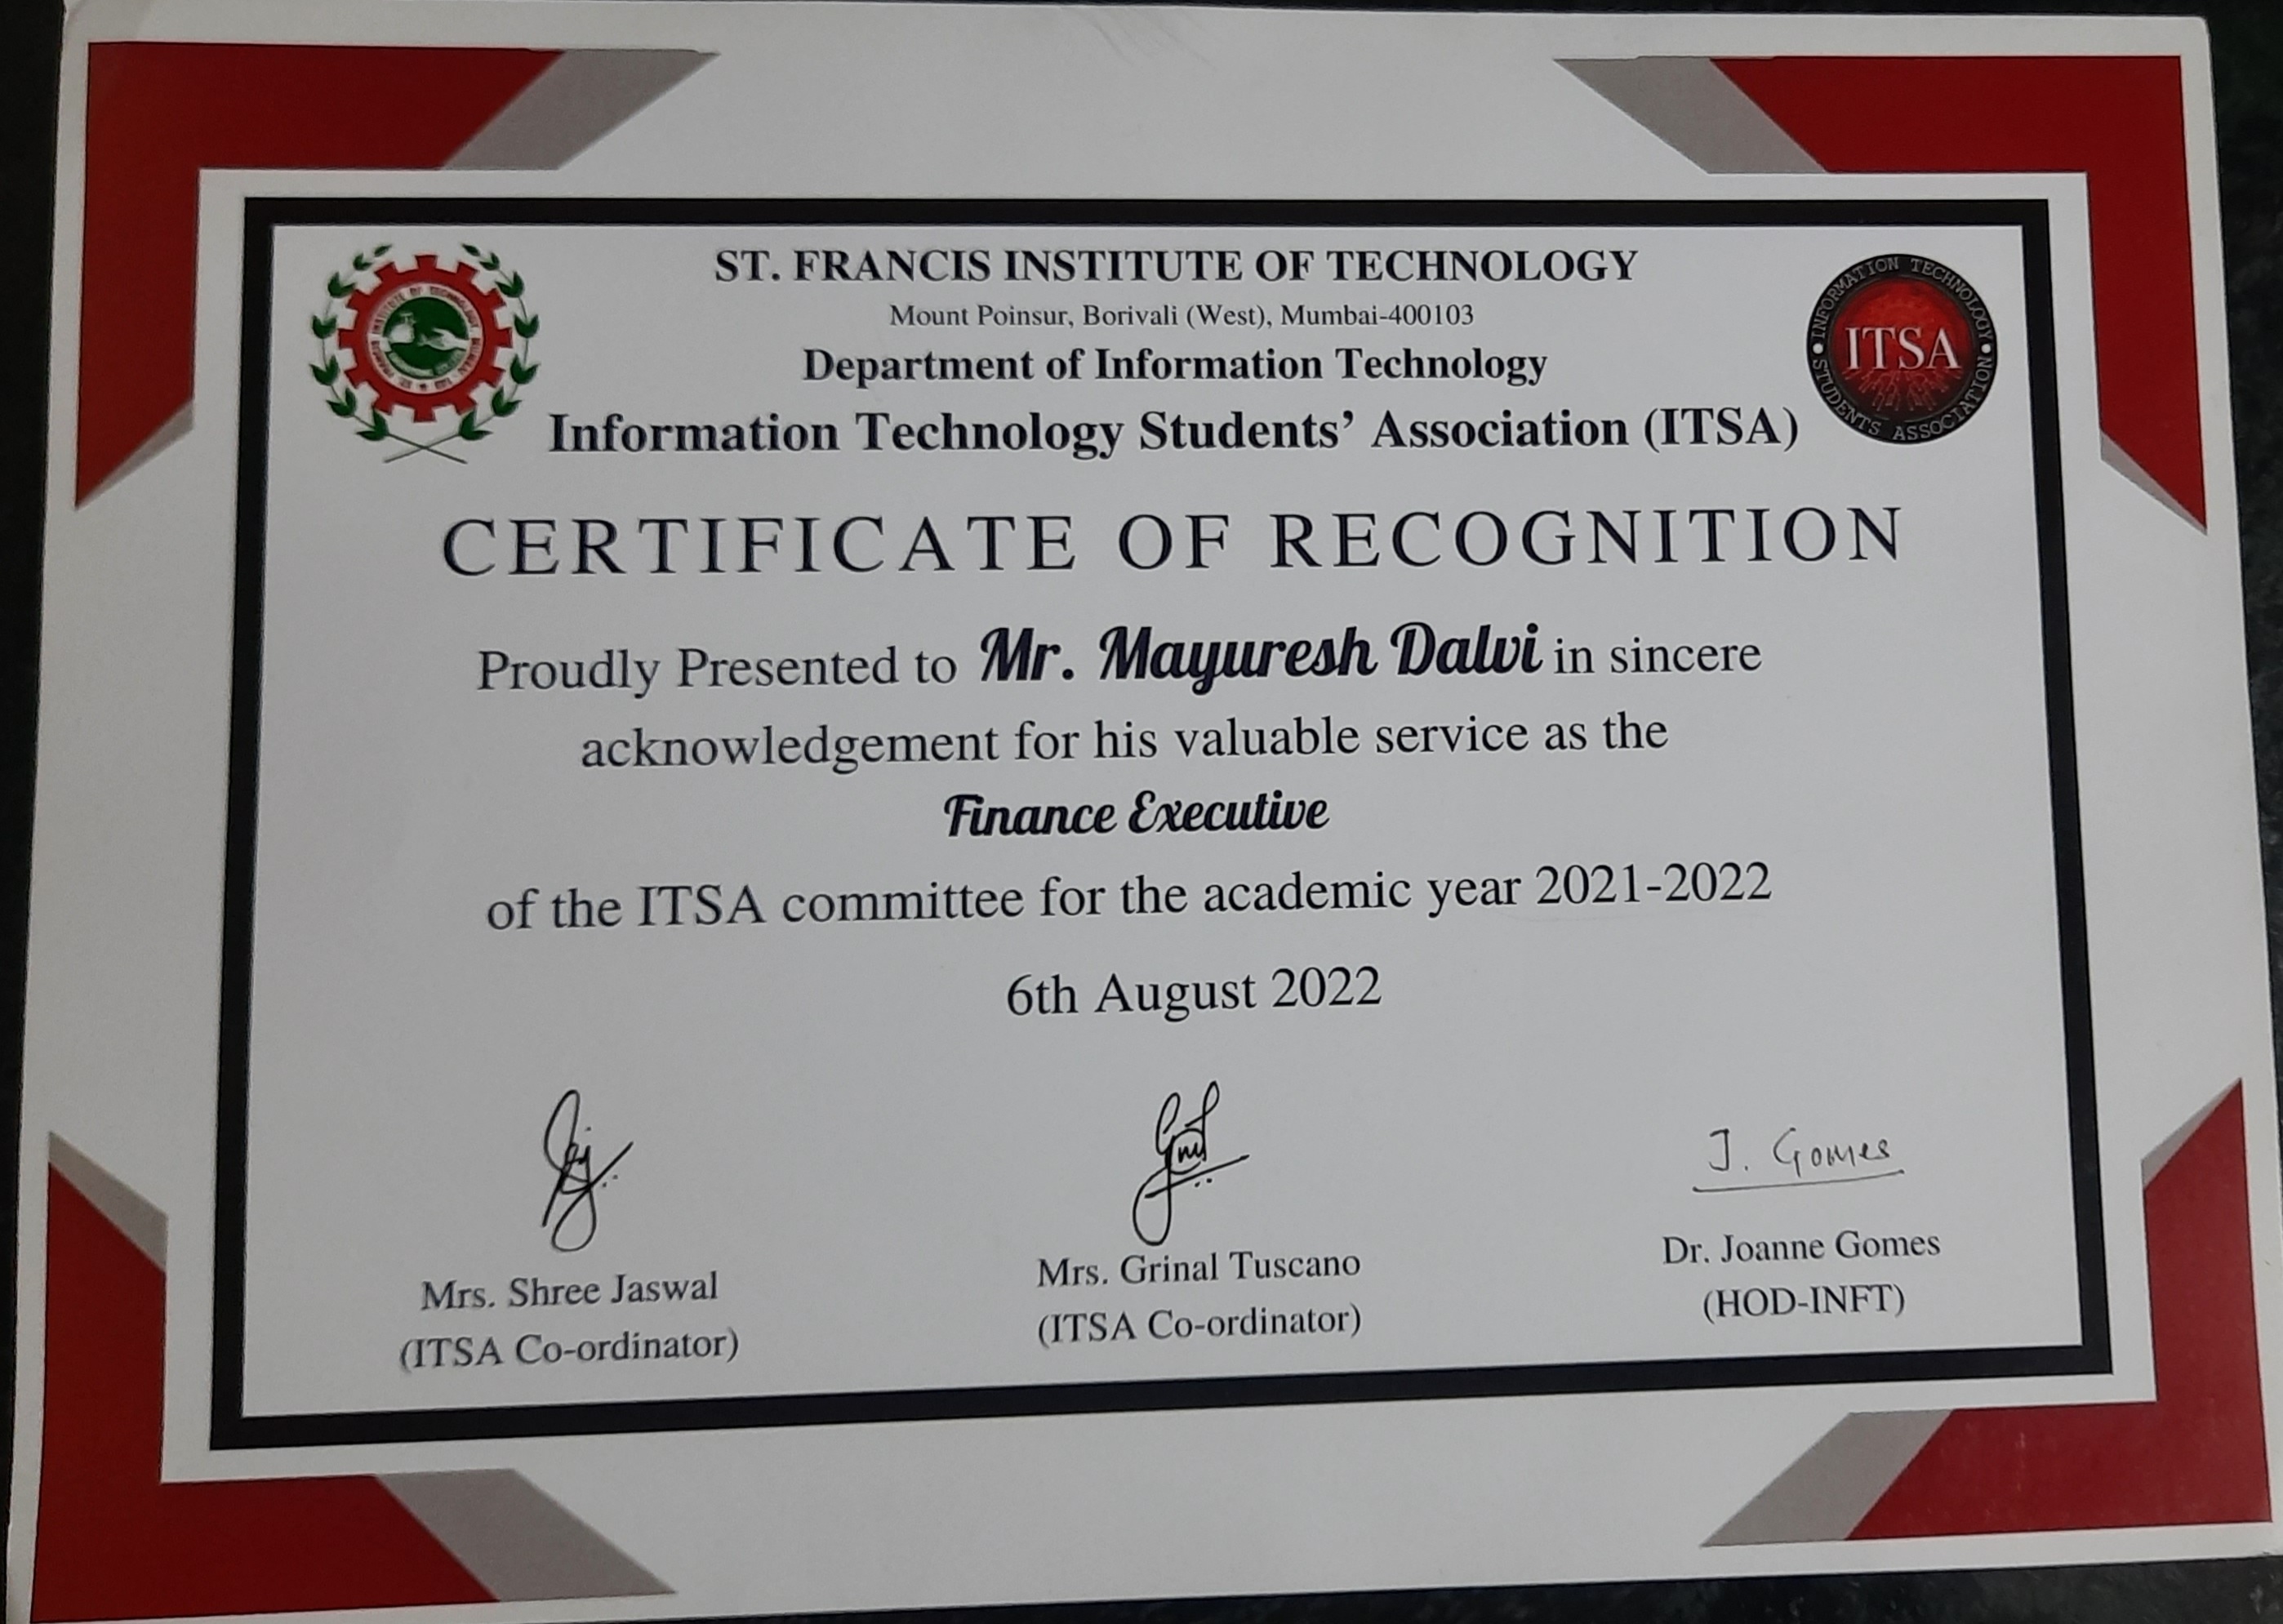 ST. FRANCIS INSTITUTE OF TECHNOLOGY
Mount Poinsur, Borivali (West), Mumbai-400103
Department of Information Technology
Information Technology Students' Association (ITSA)
INFORMATION TECHNOLOGY
ITSA
STUDENTS ASSOCIATION
CERTIFICATE OF RECOGNITION
Proudly Presented to Mr. Mayuresh Dalvi in sincere
acknowledgement for his valuable service as the
Finance Executive
of the ITSA committee for the academic year 2021-2022
6th August 2022
J. Gomes
Mrs. Shree Jaswal
(ITSA Co-ordinator)
Mrs. Grinal Tuscano
(ITSA Co-ordinator)
Dr. Joanne Gomes
(HOD-INFT)